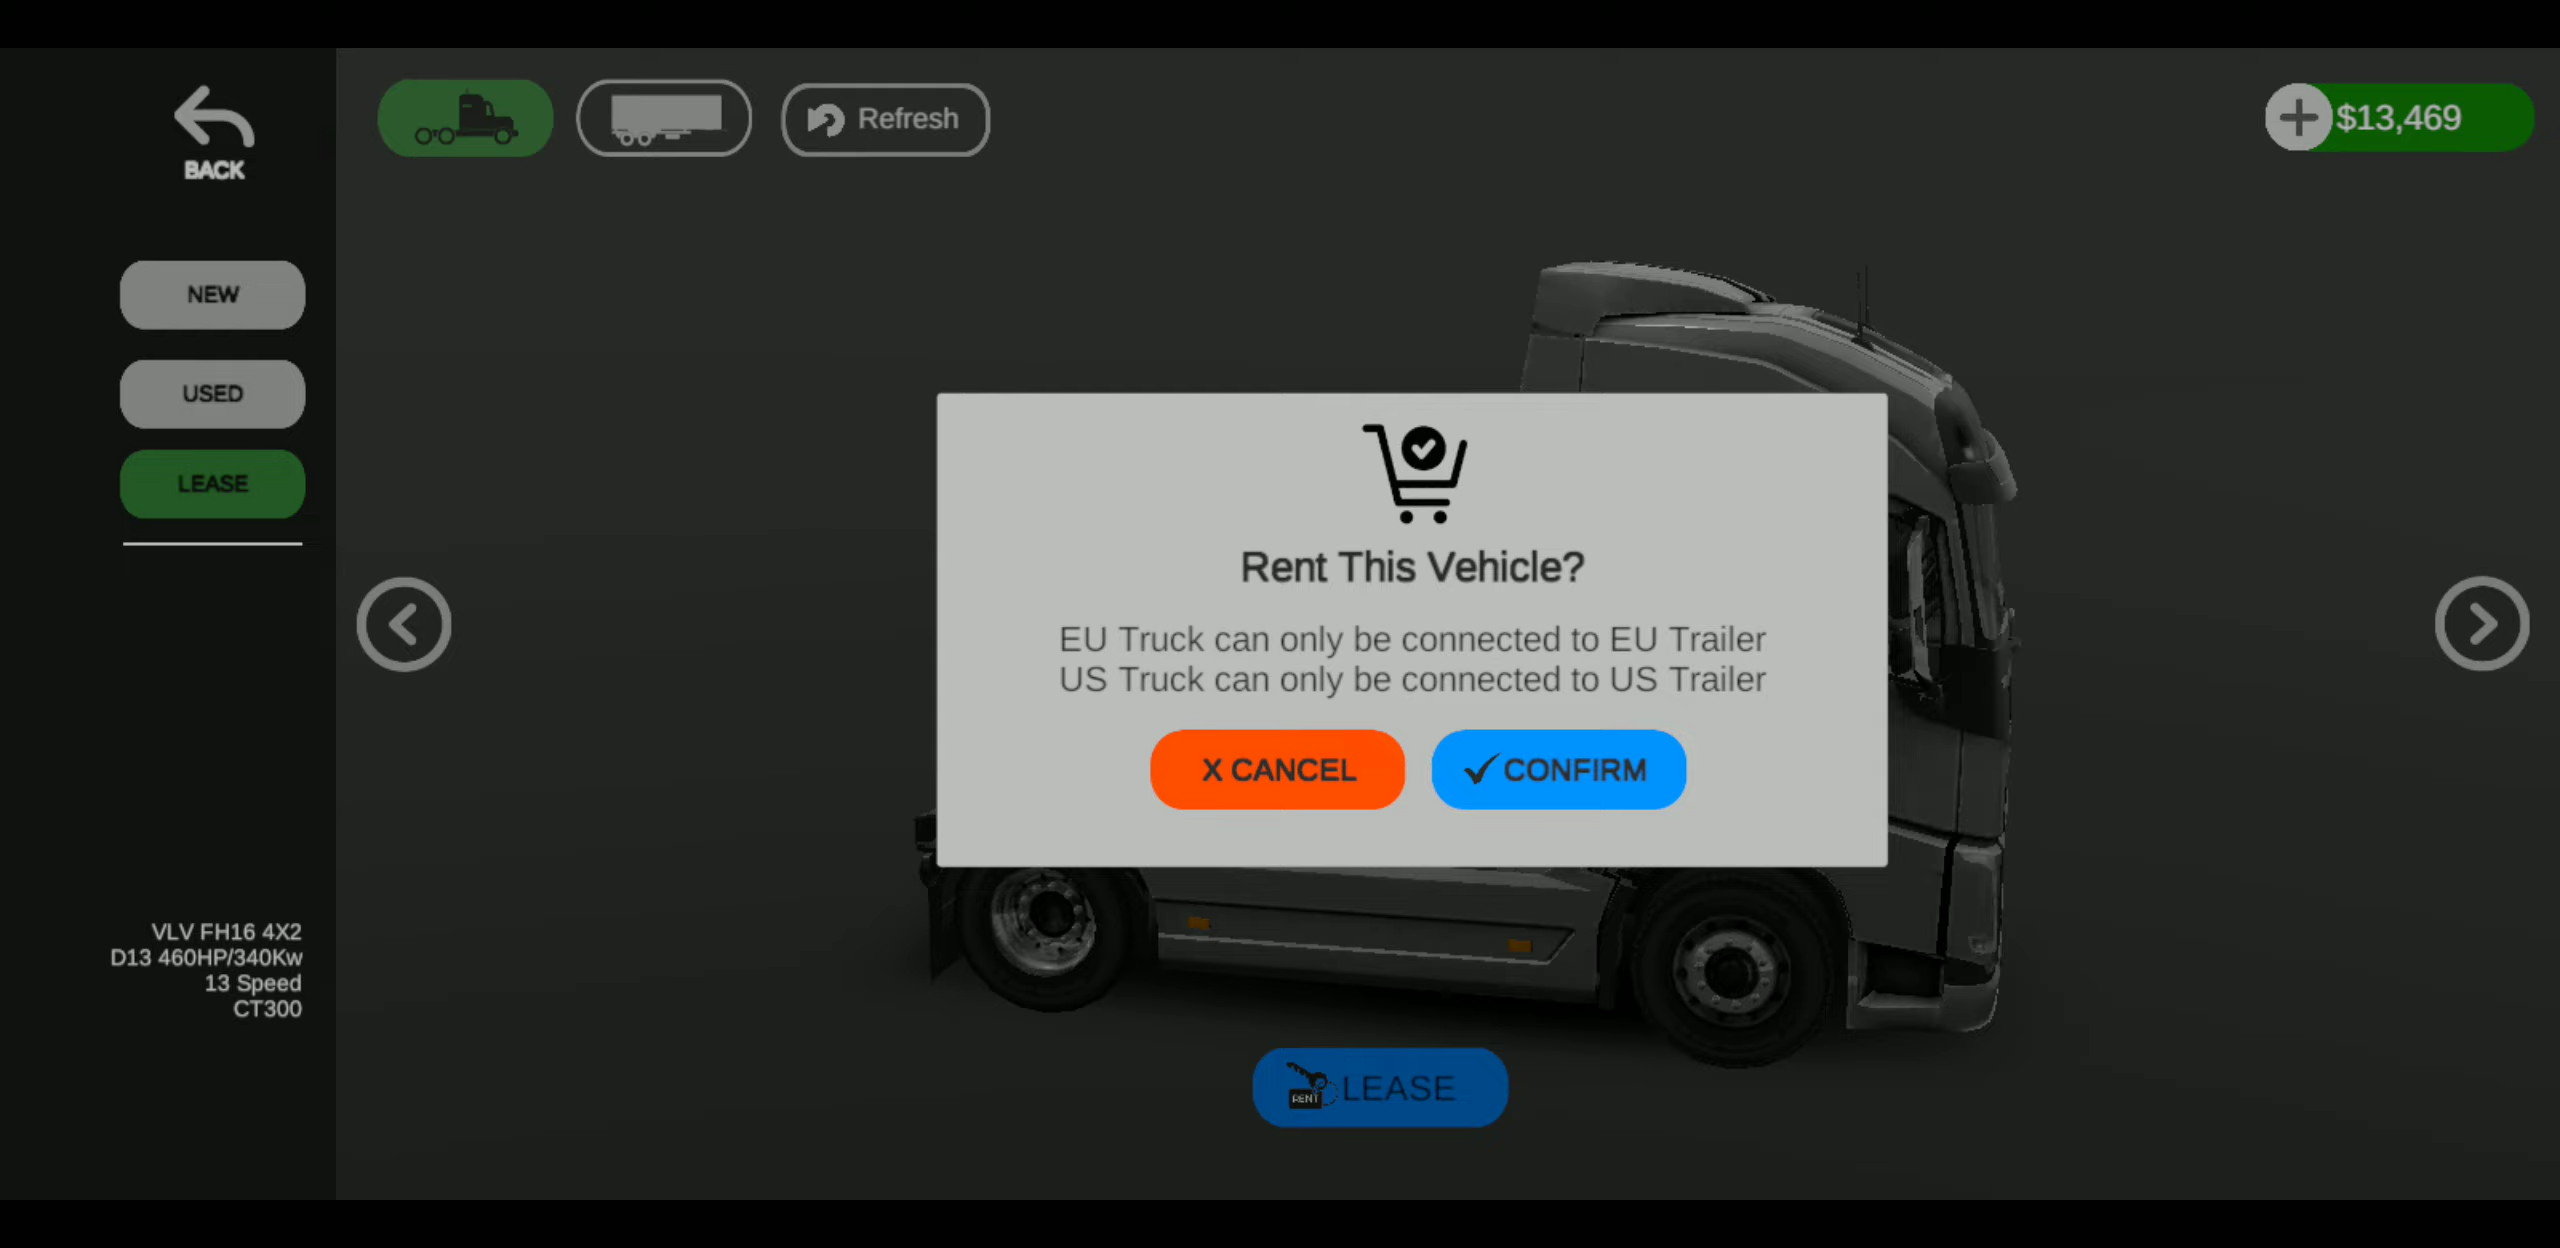 BACK
Refresh
$13,469
NEW
USED
LEASE
Rent This Vehicle?
EU Truck can only be connected to EU Trailer
US Truck can only be connected to US Trailer
X CANCEL
CONFIRM
VLV FH16 4X2
D13 460HP/340Kw
13 Speed
CT300
RENT
LEASE